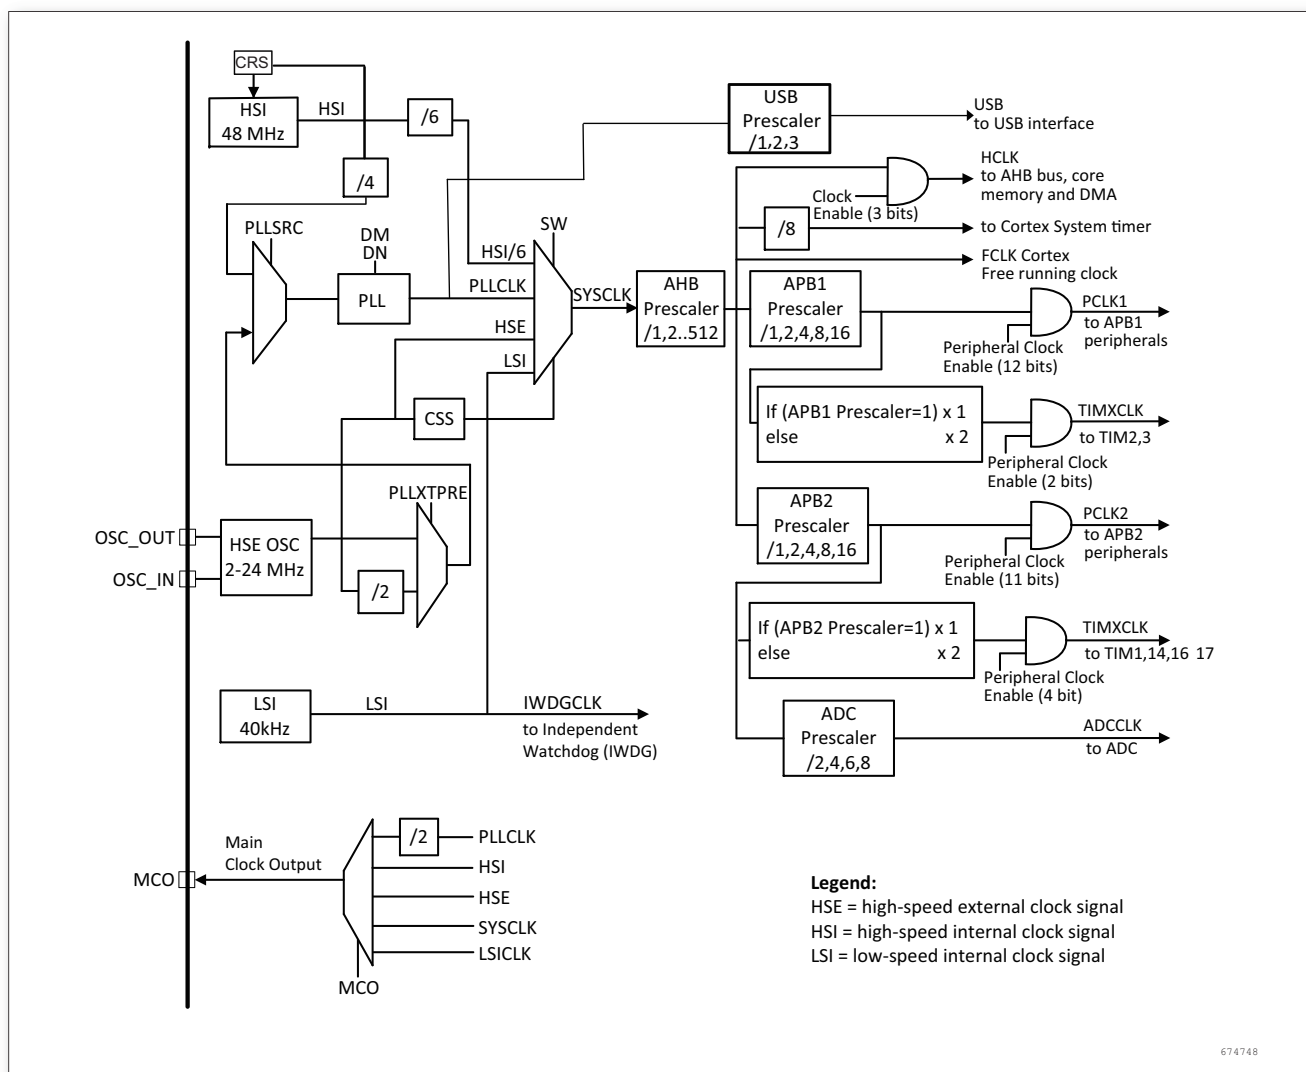 CRS
HSI
48 MHz
HSI
/6
/4
PLLSRC
DM
DN
PLL
SW
HSI/6
PLLCLK
HSE
LSI
SYSCLK
CSS
PLLXTPRE
OSC_OUT
OSC_IN
HSE OSC
2-24 MHz
/2
LSI
40kHz
LSI
IWDGCLK
to Independent
Watchdog (IWDG)
USB
Prescaler
/1,2,3
USB
to USB interface
HCLK
to AHB bus, core
memory and DMA
Clock
Enable (3 bits)
/8
to Cortex System timer
FCLK Cortex
Free running clock
AHB
Prescaler
/1,2..512
APB1
Prescaler
/1,2,4,8,16
PCLK1
to APB1
peripherals
Peripheral Clock
Enable (12 bits)
If (APB1 Prescaler=1) x 1
else x 2
TIMXCLK
to TIM2,3
Peripheral Clock
Enable (2 bits)
APB2
Prescaler
/1,2,4,8,16
PCLK2
to APB2
peripherals
Peripheral Clock
Enable (11 bits)
If (APB2 Prescaler=1) x 1
else x 2
TIMXCLK
to TIM1,14,16 17
Peripheral Clock
Enable (4 bit)
ADC
Prescaler
/2,4,6,8
ADCCLK
to ADC
Main
Clock Output
MCO
/2
PLLCLK
HSI
HSE
SYSCLK
LSICLK
MCO
Legend:
HSE = high-speed external clock signal
HSI = high-speed internal clock signal
LSI = low-speed internal clock signal
674748